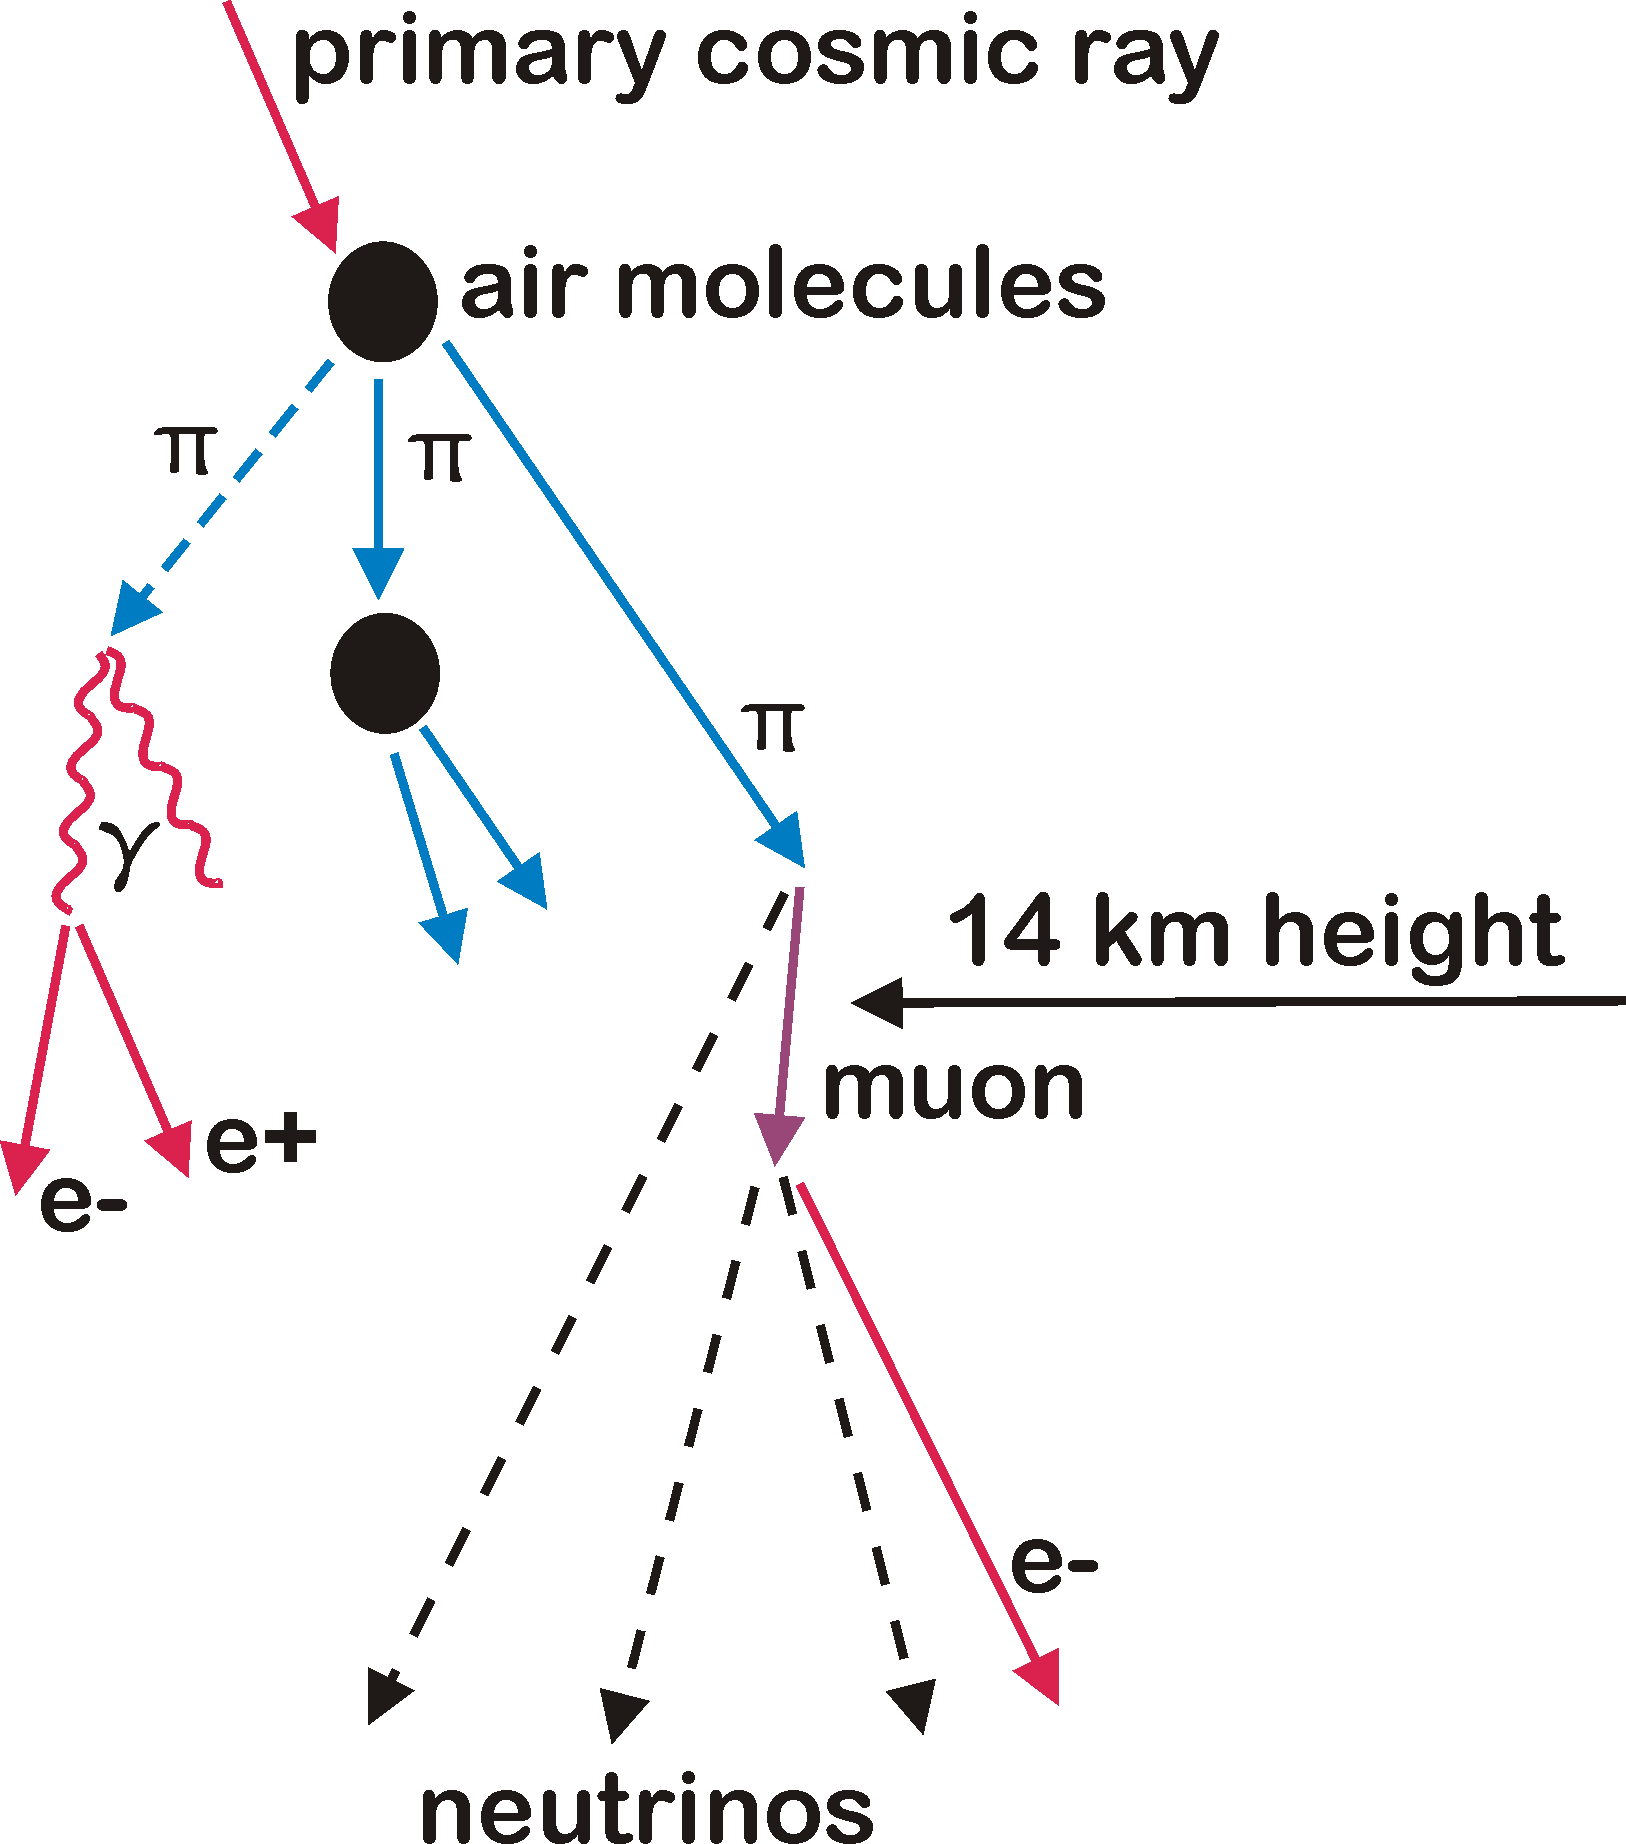 primary cosmic ray
air molecules
π
π
π
γ
14 km height
muon
e+
e-
e-
neutrinos